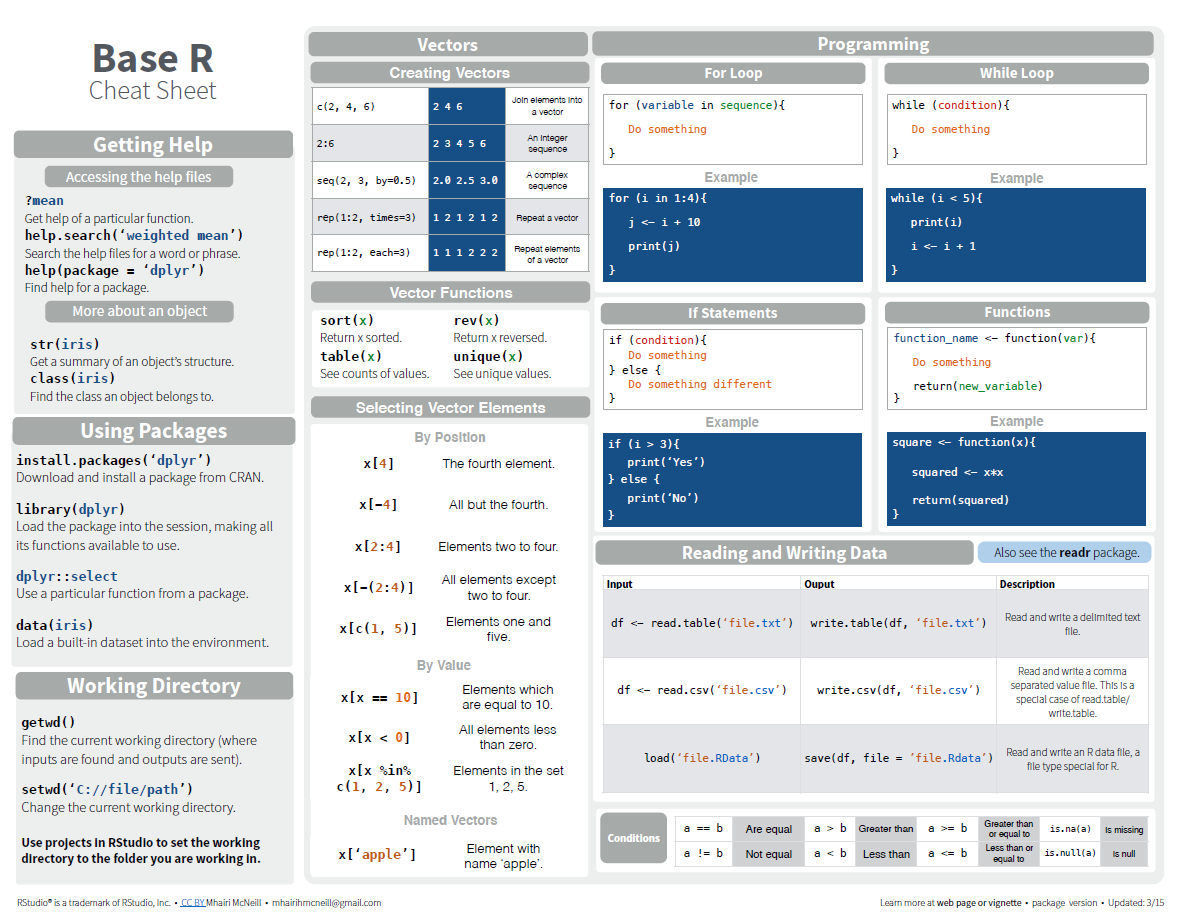 Base R
Cheat Sheet
Getting Help
Accessing the help files
?mean
Get help of a particular function.
help.search(‘weighted mean’)
Search the help files for a word or phrase.
help(package = ‘dplyr’)
Find help for a package.
More about an object
str(iris)
Get a summary of an object’s structure.
class(iris)
Find the class an object belongs to.
Using Packages
install.packages(‘dplyr’)
Download and install a package from CRAN.
library(dplyr)
Load the package into the session, making all
its functions available to use.
dplyr::select
Use a particular function from a package.
data(iris)
Load a built-in dataset into the environment.
Working Directory
getwd()
Find the current working directory (where
inputs are found and outputs are sent).
setwd(‘C://file/path’)
Change the current working directory.
Use projects in RStudio to set the working
directory to the folder you are working in.
Vectors
Creating Vectors
c(2, 4, 6) 2 4 6 Join elements into
a vector
2:6 2 3 4 5 6 An integer
sequence
seq(2, 3, by=0.5) 2.0 2.5 3.0 A complex
sequence
rep(1:2, times=3) 1 2 1 2 1 2 Repeat a vector
rep(1:2, each=3) 1 1 1 2 2 2 Repeat elements
of a vector
Vector Functions
sort(x) rev(x)
Return x sorted. Return x reversed.
table(x) unique(x)
See counts of values. See unique values.
Selecting Vector Elements
By Position
x[4] The fourth element.
x[-4] All but the fourth.
x[2:4] Elements two to four.
x[-(2:4)] All elements except
two to four.
x[c(1, 5)] Elements one and
five.
By Value
x[x == 10] Elements which
are equal to 10.
x[x < 0] All elements less
than zero.
x[x %in%
c(1, 2, 5)] Elements in the set
1, 2, 5.
Named Vectors
x[‘apple’] Element with
name ‘apple’.
Programming
For Loop
for (variable in sequence){
Do something
}
Example
for (i in 1:4){
j <- i + 10
print(j)
}
While Loop
while (condition){
Do something
}
Example
while (i < 5){
print(i)
i <- i + 1
}
If Statements
if (condition){
Do something
} else {
Do something different
}
Example
if (i > 3){
print(‘Yes’)
} else {
print(‘No’)
}
Functions
function_name <- function(var){
Do something
return(new_variable)
}
Example
square <- function(x){
squared <- x*x
return(squared)
}
Reading and Writing Data
Also see the readr package.
Input Ouput Description
df <- read.table(‘file.txt’) write.table(df, ‘file.txt’) Read and write a delimited text
file.
df <- read.csv(‘file.csv’) write.csv(df, ‘file.csv’) Read and write a comma
separated value file. This is a
special case of read.table/
write.table.
load(‘file.RData’) save(df, file = ‘file.Rdata’) Read and write an R data file, a
file type special for R.
Conditions
a == b Are equal a > b Greater than a >= b Greater than
or equal to is.na(a) Is missing
a != b Not equal a < b Less than a <= b Less than or
equal to is.null(a) Is null
RStudio® is a trademark of RStudio, Inc. • CC BY Mhairi McNeill • mhairihmcneill@gmail.com
Learn more at web page or vignette • package version • Updated: 3/15